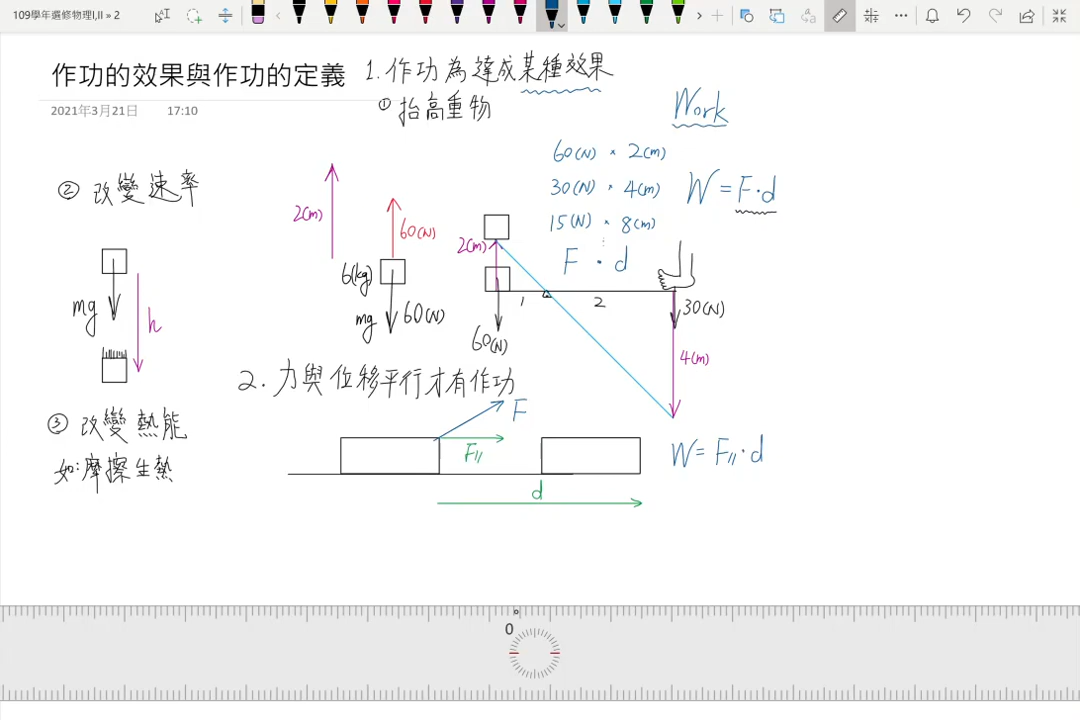 109學年選修物理I,II » 2
作功的效果與作功的定義
2021年3月21日 17:10
1.作功為達成某種效果
①抬高重物
Work
60(N) × 2(m)
30(N) × 4(m)
15(N) × 8(m)
F · d
W=F·d
② 改變速率
mg
h
2(m)
60(N)
6(kg)
mg
60(N)
2(m)
1
2
60(N)
30(N)
4(m)
2. 力與位移平行才有作功
F
F//
d
W=F//·d
③ 改變熱能
如:摩擦生熱
0